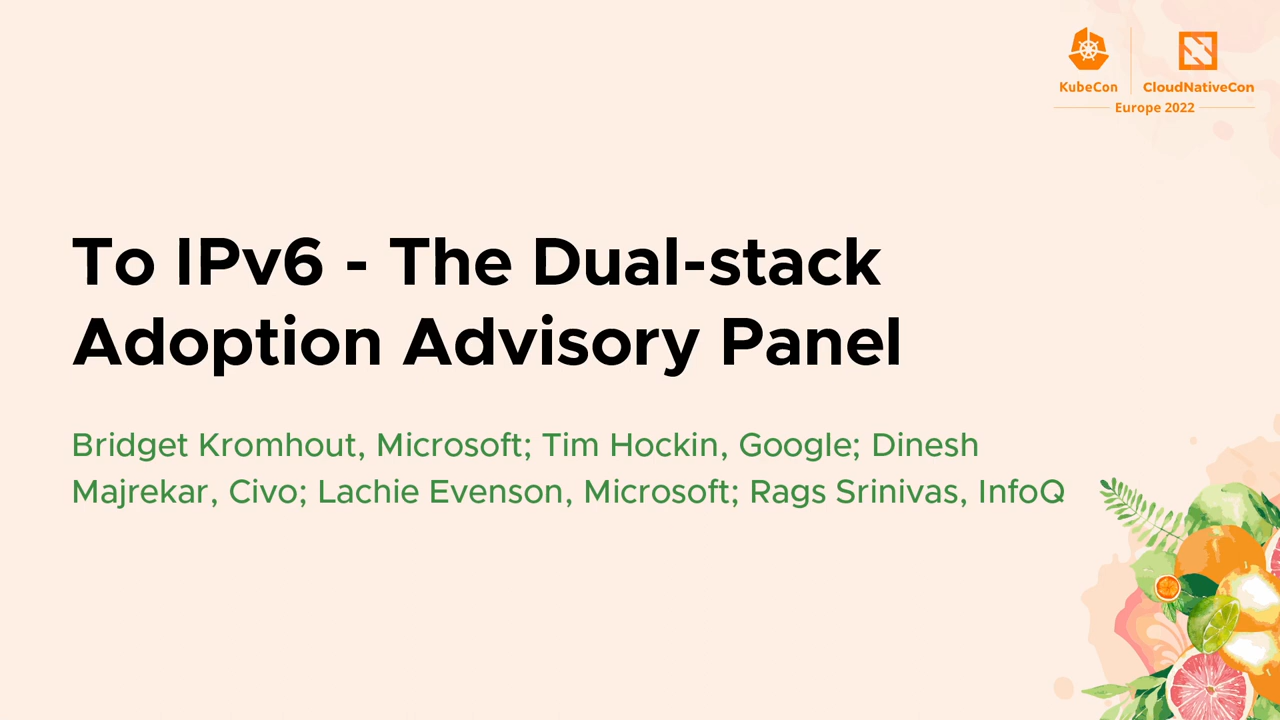 KubeCon
CloudNativeCon
Europe 2022
To IPv6 - The Dual-stack
Adoption Advisory Panel
Bridget Kromhout, Microsoft; Tim Hockin, Google; Dinesh
Majrekar, Civo; Lachie Evenson, Microsoft; Rags Srinivas, InfoQ